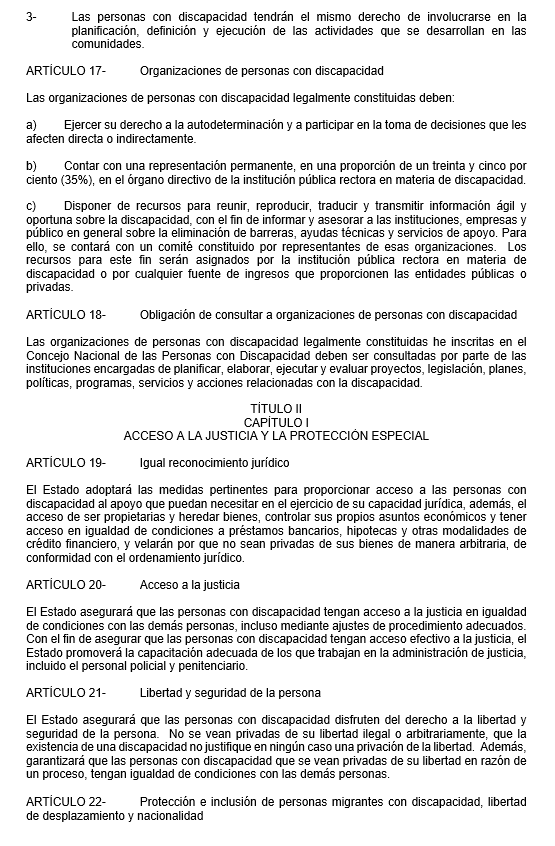 3- Las personas con discapacidad tendrán el mismo derecho de involucrarse en la
planificación, definición y ejecución de las actividades que se desarrollan en las
comunidades.
ARTÍCULO 17- Organizaciones de personas con discapacidad
Las organizaciones de personas con discapacidad legalmente constituidas deben:
a) Ejercer su derecho a la autodeterminación y a participar en la toma de decisiones que les
afecten directa o indirectamente.
b) Contar con una representación permanente, en una proporción de un treinta y cinco por
ciento (35%), en el órgano directivo de la institución pública rectora en materia de discapacidad.
c) Disponer de recursos para reunir, reproducir, traducir y transmitir información ágil y
oportuna sobre la discapacidad, con el fin de informar y asesorar a las instituciones, empresas y
público en general sobre la eliminación de barreras, ayudas técnicas y servicios de apoyo. Para
ello, se contará con un comité constituido por representantes de esas organizaciones. Los
recursos para este fin serán asignados por la institución pública rectora en materia de
discapacidad o por cualquier fuente de ingresos que proporcionen las entidades públicas o
privadas.
ARTÍCULO 18- Obligación de consultar a organizaciones de personas con discapacidad
Las organizaciones de personas con discapacidad legalmente constituidas he inscritas en el
Concejo Nacional de las Personas con Discapacidad deben ser consultadas por parte de las
instituciones encargadas de planificar, elaborar, ejecutar y evaluar proyectos, legislación, planes,
políticas, programas, servicios y acciones relacionadas con la discapacidad.
TÍTULO II
CAPÍTULO I
ACCESO A LA JUSTICIA Y LA PROTECCIÓN ESPECIAL
ARTÍCULO 19- Igual reconocimiento jurídico
El Estado adoptará las medidas pertinentes para proporcionar acceso a las personas con
discapacidad al apoyo que puedan necesitar en el ejercicio de su capacidad jurídica, además, el
acceso de ser propietarias y heredar bienes, controlar sus propios asuntos económicos y tener
acceso en igualdad de condiciones a préstamos bancarios, hipotecas y otras modalidades de
crédito financiero, y velarán por que no sean privadas de sus bienes de manera arbitraria, de
conformidad con el ordenamiento jurídico.
ARTÍCULO 20- Acceso a la justicia
El Estado asegurará que las personas con discapacidad tengan acceso a la justicia en igualdad
de condiciones con las demás personas, incluso mediante ajustes de procedimiento adecuados.
Con el fin de asegurar que las personas con discapacidad tengan acceso efectivo a la justicia, el
Estado promoverá la capacitación adecuada de los que trabajan en la administración de justicia,
incluido el personal policial y penitenciario.
ARTÍCULO 21- Libertad y seguridad de la persona
El Estado asegurará que las personas con discapacidad disfruten del derecho a la libertad y
seguridad de la persona. No se vean privadas de su libertad ilegal o arbitrariamente, que la
existencia de una discapacidad no justifique en ningún caso una privación de la libertad. Además,
garantizará que las personas con discapacidad que se vean privadas de su libertad en razón de
un proceso, tengan igualdad de condiciones con las demás personas.
ARTÍCULO 22- Protección e inclusión de personas migrantes con discapacidad, libertad
de desplazamiento y nacionalidad